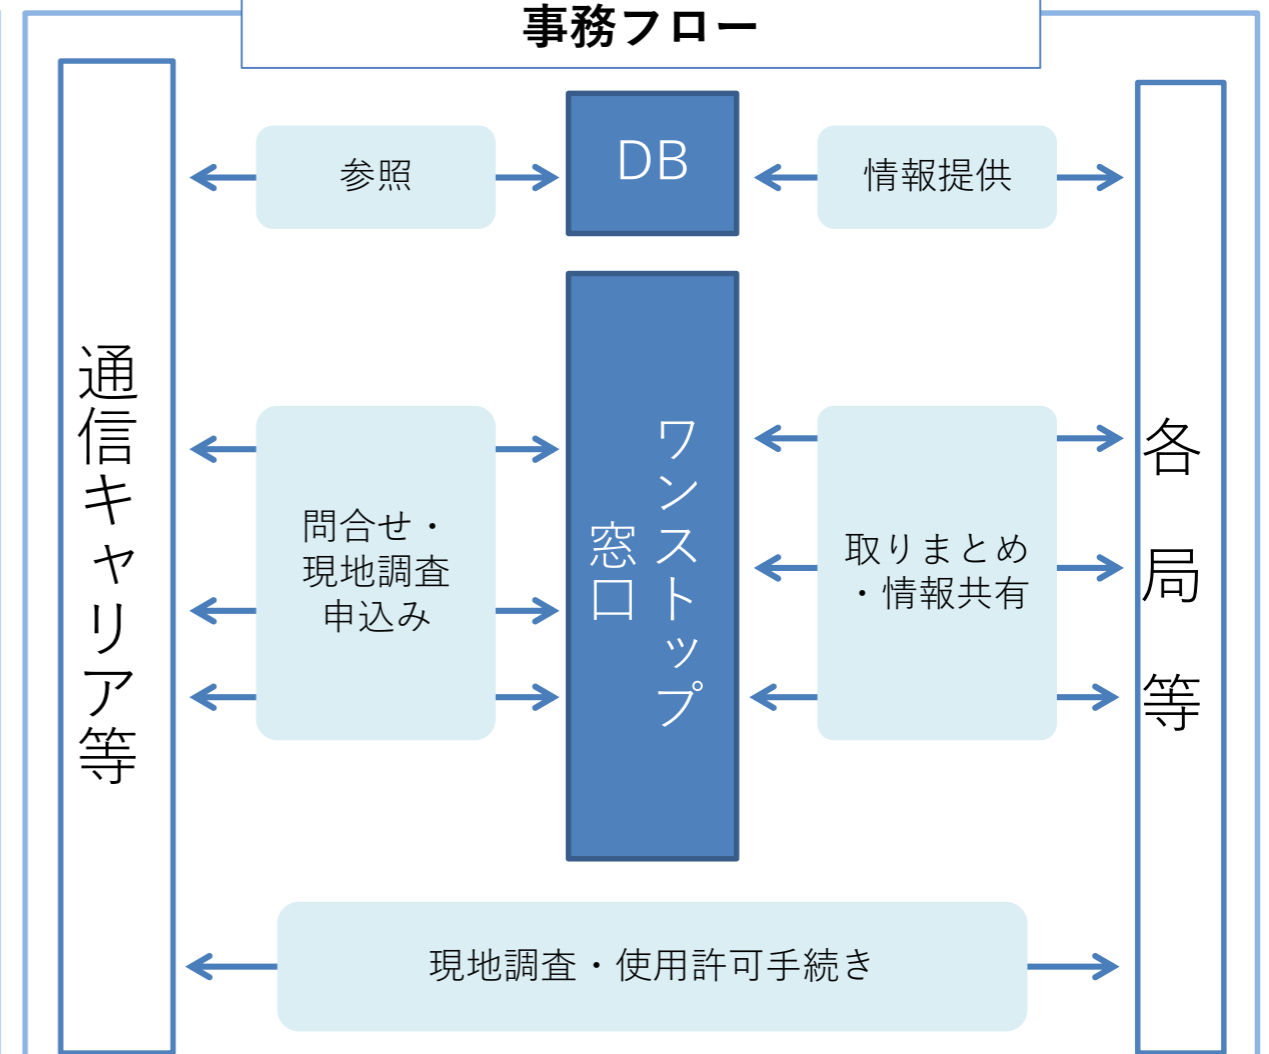 事務フロー
通信キャリア等
参照
DB
情報提供
問合せ・
現地調査
申込み
ワンストップ
窓口
取りまとめ
・情報共有
各局等
現地調査・使用許可手続き